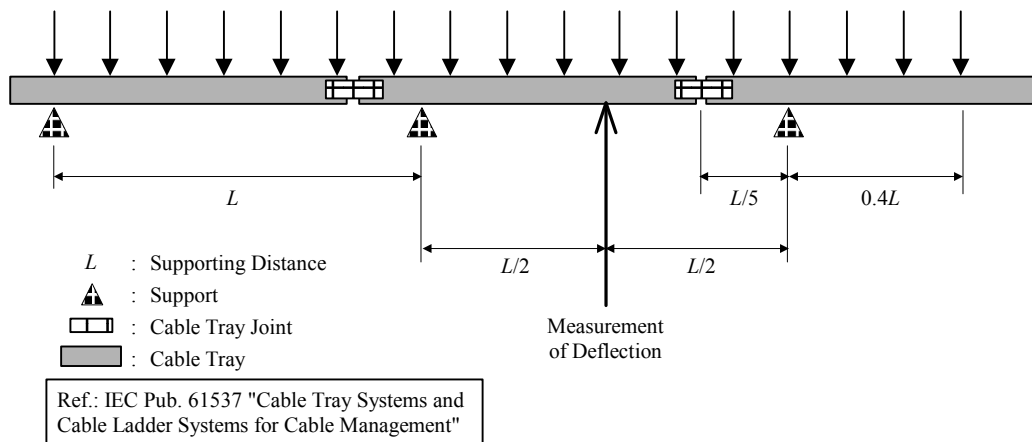 L
L/5
0.4L
L/2
L/2
L : Supporting Distance
: Support
: Cable Tray Joint
: Cable Tray
Measurement
of Deflection
Ref.: IEC Pub. 61537 "Cable Tray Systems and
Cable Ladder Systems for Cable Management"